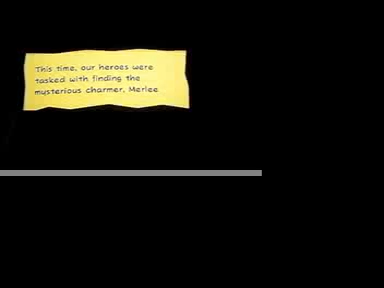 This time, our heroes were
tasked with finding the
mysterious charmer, Merlee